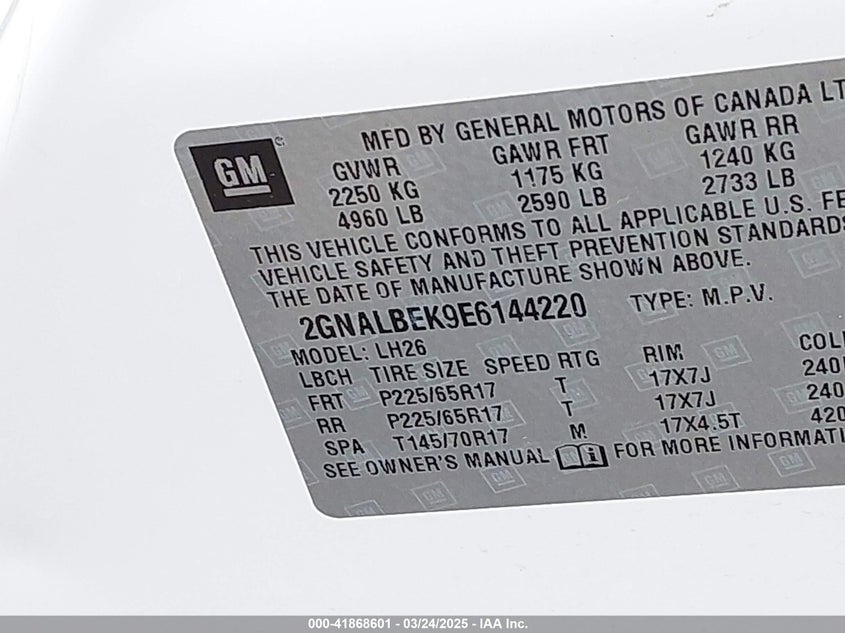 MFD BY GENERAL MOTORS OF CANADA LT
GM
GVWR GAWR FRT GAWR RR
2250 KG 1175 KG 1240 KG
4960 LB 2590 LB 2733 LB
THIS VEHICLE CONFORMS TO ALL APPLICABLE U.S. FE
VEHICLE SAFETY AND THEFT PREVENTION STANDARDS
THE DATE OF MANUFACTURE SHOWN ABOVE.
2GNALBEK9E6144220 TYPE: M.P.V.
MODEL: LH26
LBCH TIRE SIZE SPEED RTG RIM COL
FRT P225/65R17 T 17X7J 240
RR P225/65R17 T 17X7J 240
SPA T145/70R17 M 17X4.5T 420
SEE OWNER'S MANUAL i FOR MORE INFORMATI
000-41868601 - 03/24/2025 - IAA Inc.